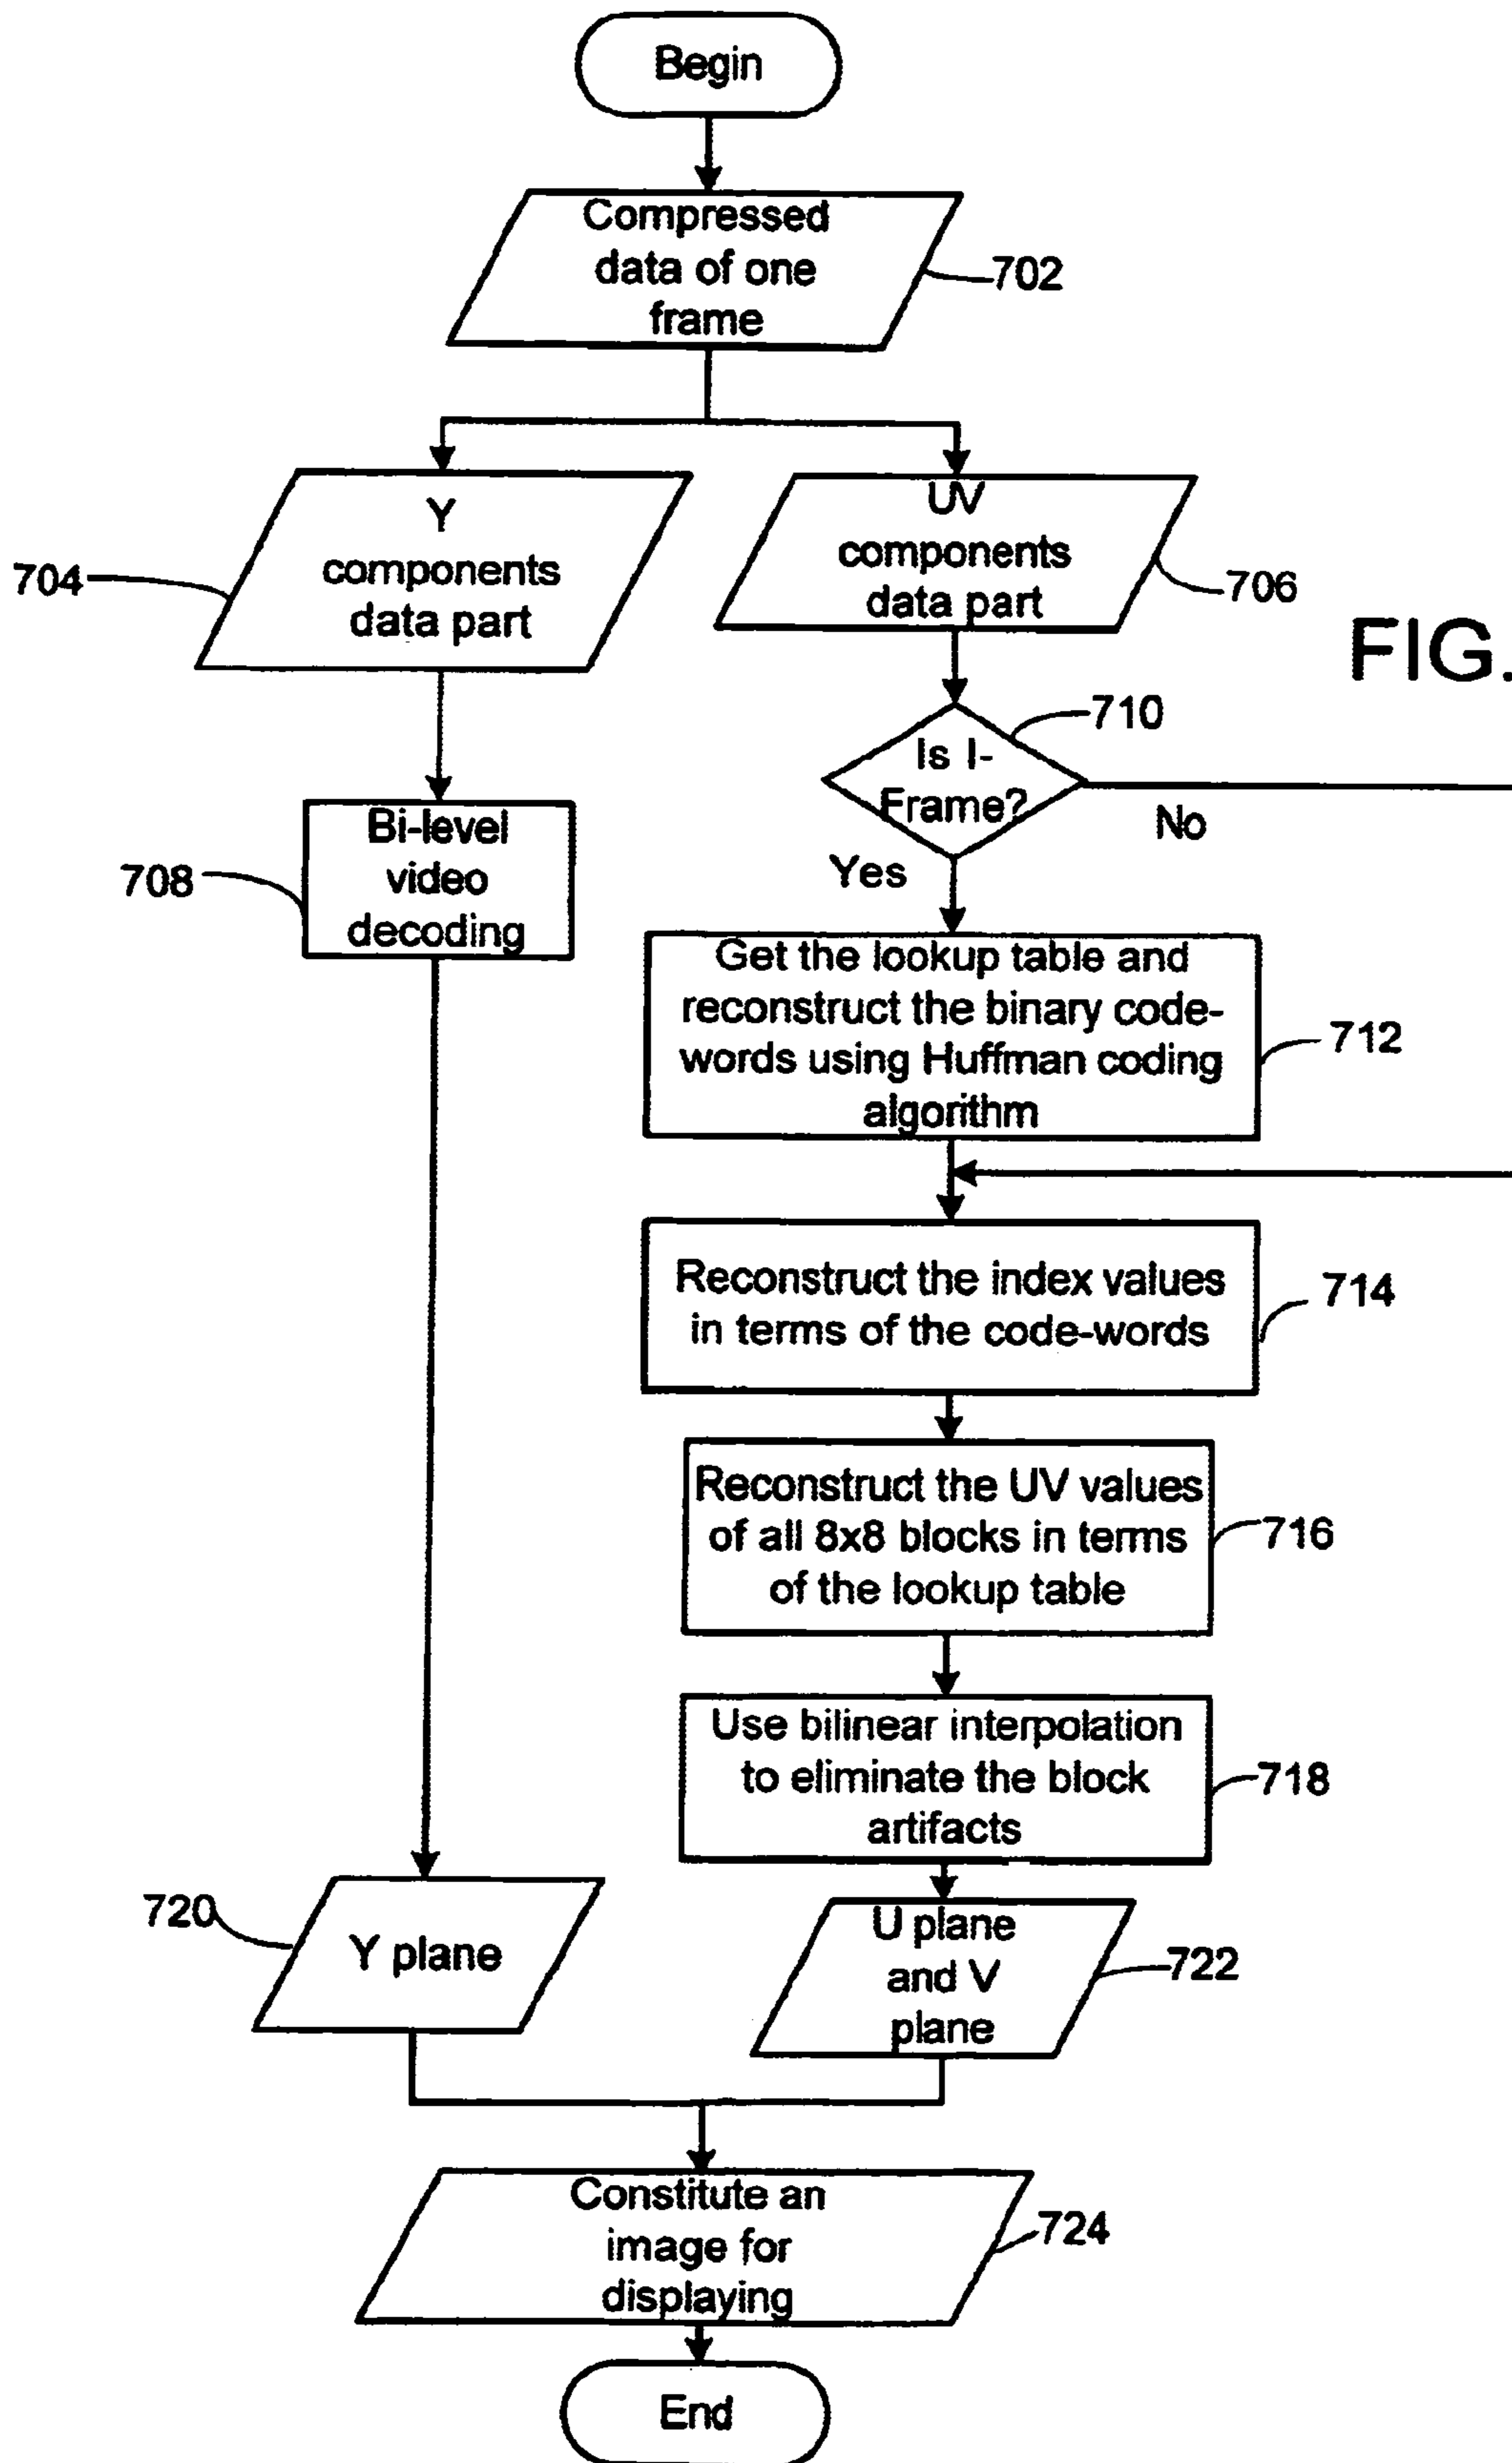 Begin
Compressed
data of one
frame
702
Y
components
data part
704
UV
components
data part
706
FIG.
Is I-
Frame?
710
No
Yes
Bi-level
video
decoding
708
Get the lookup table and
reconstruct the binary code-
words using Huffman coding
algorithm
712
Reconstruct the index values
in terms of the code-words
714
Reconstruct the UV values
of all 8x8 blocks in terms
of the lookup table
716
Use bilinear interpolation
to eliminate the block
artifacts
718
720
Y plane
U plane
and V
plane
722
Constitute an
image for
displaying
724
End